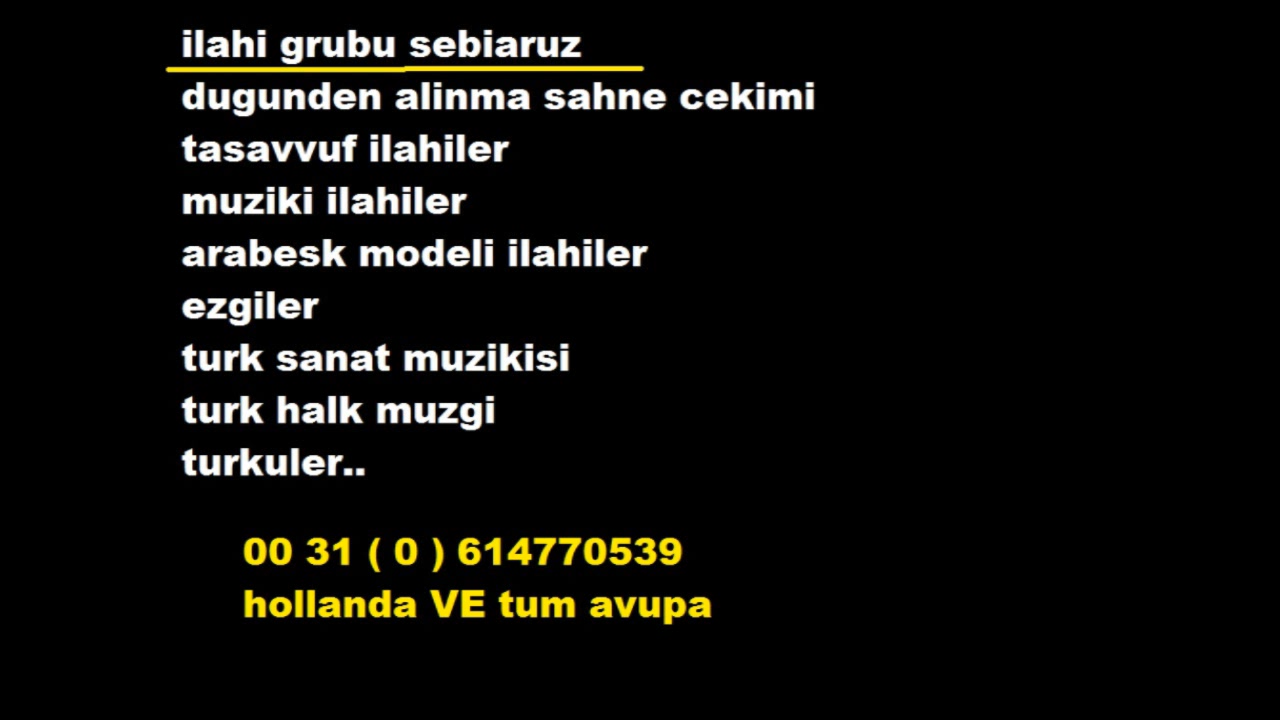 ilahi grubu sebiaruz
dugunden alinma sahne cekimi
tasavvuf ilahiler
muziki ilahiler
arabesk modeli ilahiler
ezgiler
turk sanat muzikisi
turk halk muzgi
turkuler..
00 31 ( 0 ) 614770539
hollanda VE tum avupa